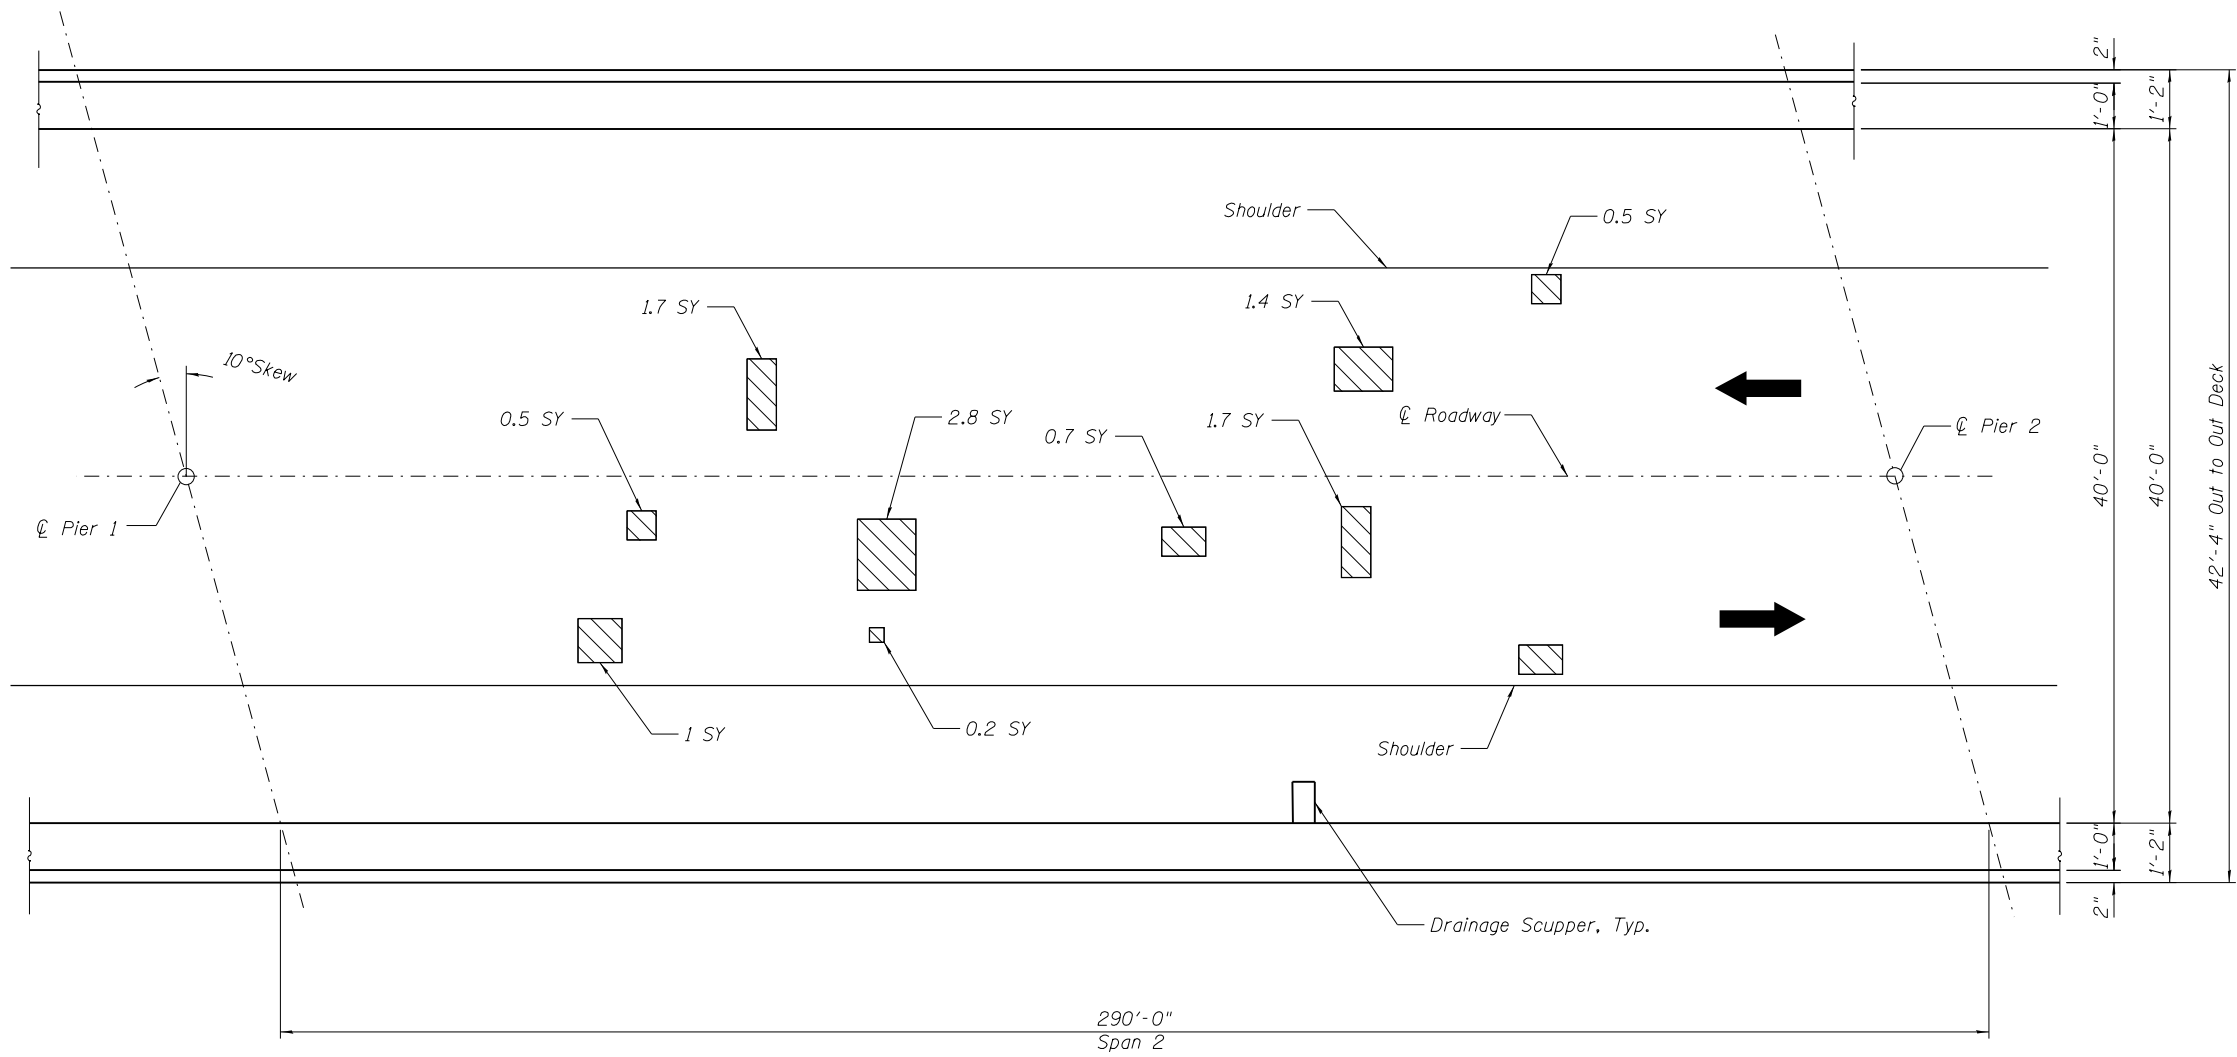 2"
1'-0"
1'-2"
Shoulder
0.5 SY
1.7 SY
1.4 SY
10° Skew
0.5 SY
2.8 SY
0.7 SY
1.7 SY
℄ Roadway
℄ Pier 2
℄ Pier 1
40'-0"
40'-0"
42'-4" Out to Out Deck
1 SY
0.2 SY
Shoulder
1'-0"
1'-2"
2"
Drainage Scupper, Typ.
290'-0"
Span 2